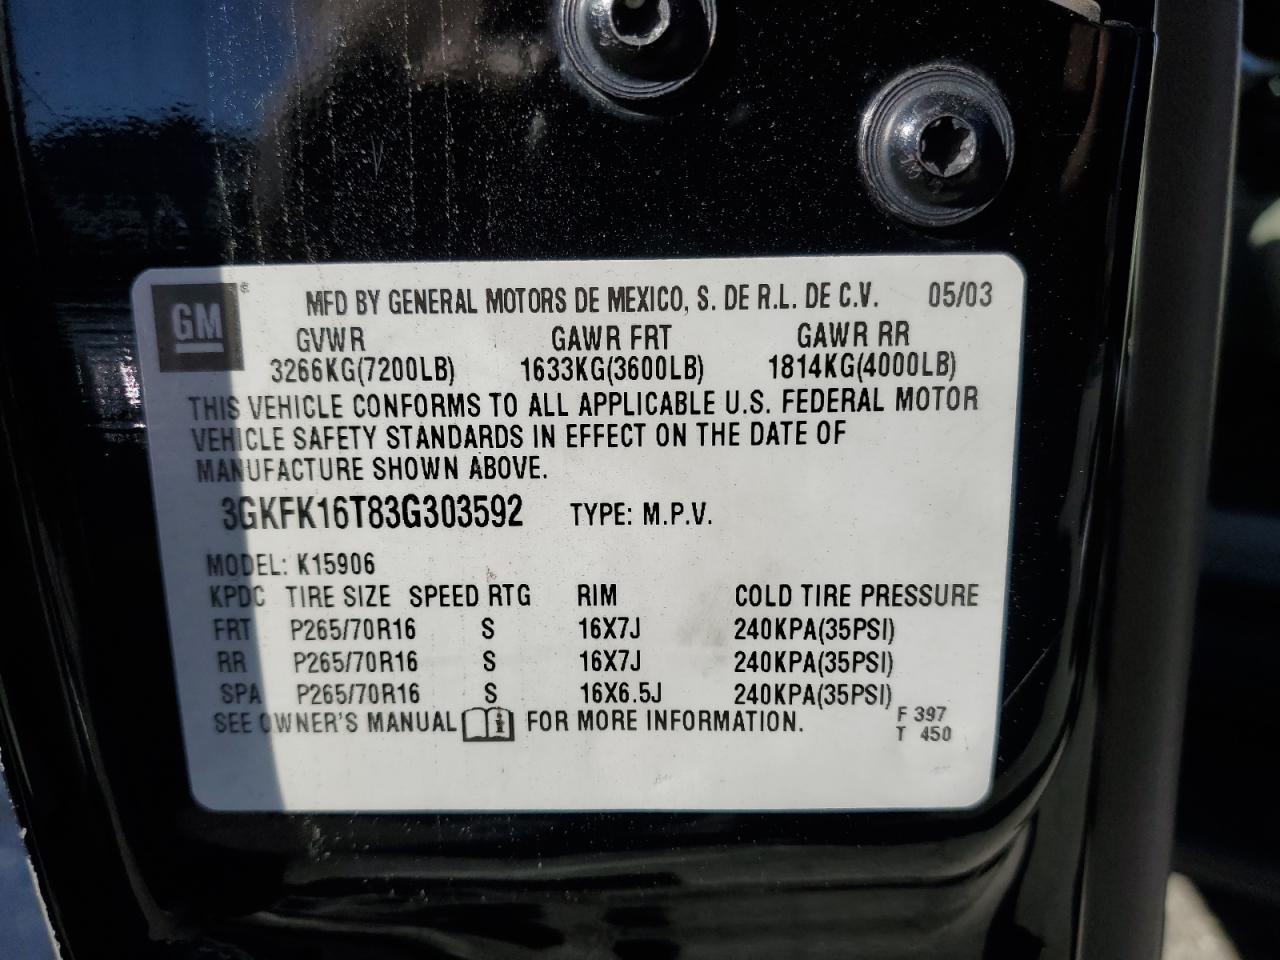 GM
MFD BY GENERAL MOTORS DE MEXICO, S. DE R.L. DE C.V. 05/03
GVWR GAWR FRT GAWR RR
3266KG(7200LB) 1633KG(3600LB) 1814KG(4000LB)
THIS VEHICLE CONFORMS TO ALL APPLICABLE U.S. FEDERAL MOTOR
VEHICLE SAFETY STANDARDS IN EFFECT ON THE DATE OF
MANUFACTURE SHOWN ABOVE.
3GKFK16T83G303592 TYPE: M.P.V.
MODEL: K15906
KPDC TIRE SIZE SPEED RTG RIM COLD TIRE PRESSURE
FRT P265/70R16 S 16X7J 240KPA(35PSI)
RR P265/70R16 S 16X7J 240KPA(35PSI)
SPA P265/70R16 S 16X6.5J 240KPA(35PSI)
SEE OWNER'S MANUAL FOR MORE INFORMATION.
F 397
T 450